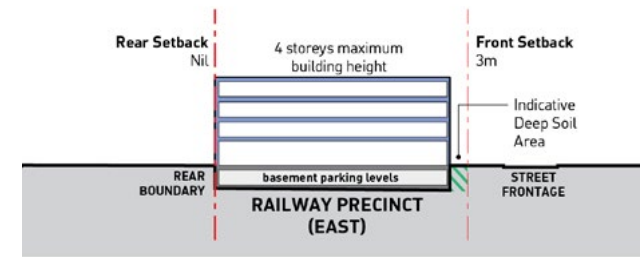 Rear Setback
Nil
4 storeys maximum
building height
Front Setback
3m
Indicative
Deep Soil
Area
basement parking levels
REAR
BOUNDARY
STREET
FRONTAGE
RAILWAY PRECINCT
(EAST)